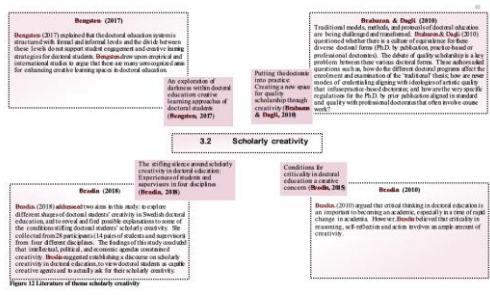 Bengsten (2017)
Bengtsen (2017) explained that the doctoral education system is
structured with formal and informal levels and the divide between
these levels do not support student engagement and creative learning
strategies for doctoral students. Bengtsen drew upon empirical and
international studies to argue that there are many unrecognized areas
for enhancing creative learning spaces in doctoral education.
Brabazon & Dagli (2010)
Traditional models, methods, and protocols of doctoral education
are being challenged and transformed. Brabazon & Dagli (2010)
questioned whether there is a culture of equivalence for these
diverse doctoral forms (Ph.D. by publication, practice-based or
professional doctorates). The debate of quality scholarship is a key
problem between these various doctoral forms. These authors asked
questions such as, how do the different doctoral programs affect the
enrolment and examination of the 'traditional' thesis; how are newer
modes of credentialing aligning with ideologies of artistic quality
that infuse practice-based doctorates; and how are the very specific
regulations for the Ph.D. by prior publication aligned in standard
and quality with professional doctorates that often involve course
work?
An exploration of
darkness within doctoral
education: creative
learning approaches of
doctoral students
(Bengtsen, 2017)
Putting the doctorate
into practice
Creating a new space
for quality
scholarship through
creativity (Brabazon
& Dagli, 2010)
3.2 Scholarly creativity
The stifling silence around scholarly
creativity in doctoral education:
Experiences of students and
supervisors in four disciplines
(Brodin, 2018)
Conditions for
criticality in doctoral
education: a creative
concern (Brodin, 2015)
Brodin (2018)
Brodin (2018) addressed two aims in this study: to explore
different shapes of doctoral students' creativity in Swedish doctoral
education, and to reveal and find possible explanations to some of
the conditions stifling doctoral students' scholarly creativity. She
collected from 28 participants (14 pairs of students and supervisors)
from four different disciplines. The findings of this study concluded
that intellectual, political, and economic agendas constrained
creativity. Brodin suggested establishing a discourse on scholarly
creativity in doctoral education, to view doctoral students as capable
creative agents and to actually ask for their scholarly creativity.
Brodin (2010)
Brodin (2010) argued that critical thinking in doctoral education is
an important to becoming an academic, especially in a time of rapid
change in academia. However, Brodin believed that criticality in
reasoning, self-reflection and action involves an ample amount of
creativity.
Figure 12 Literature of theme scholarly creativity